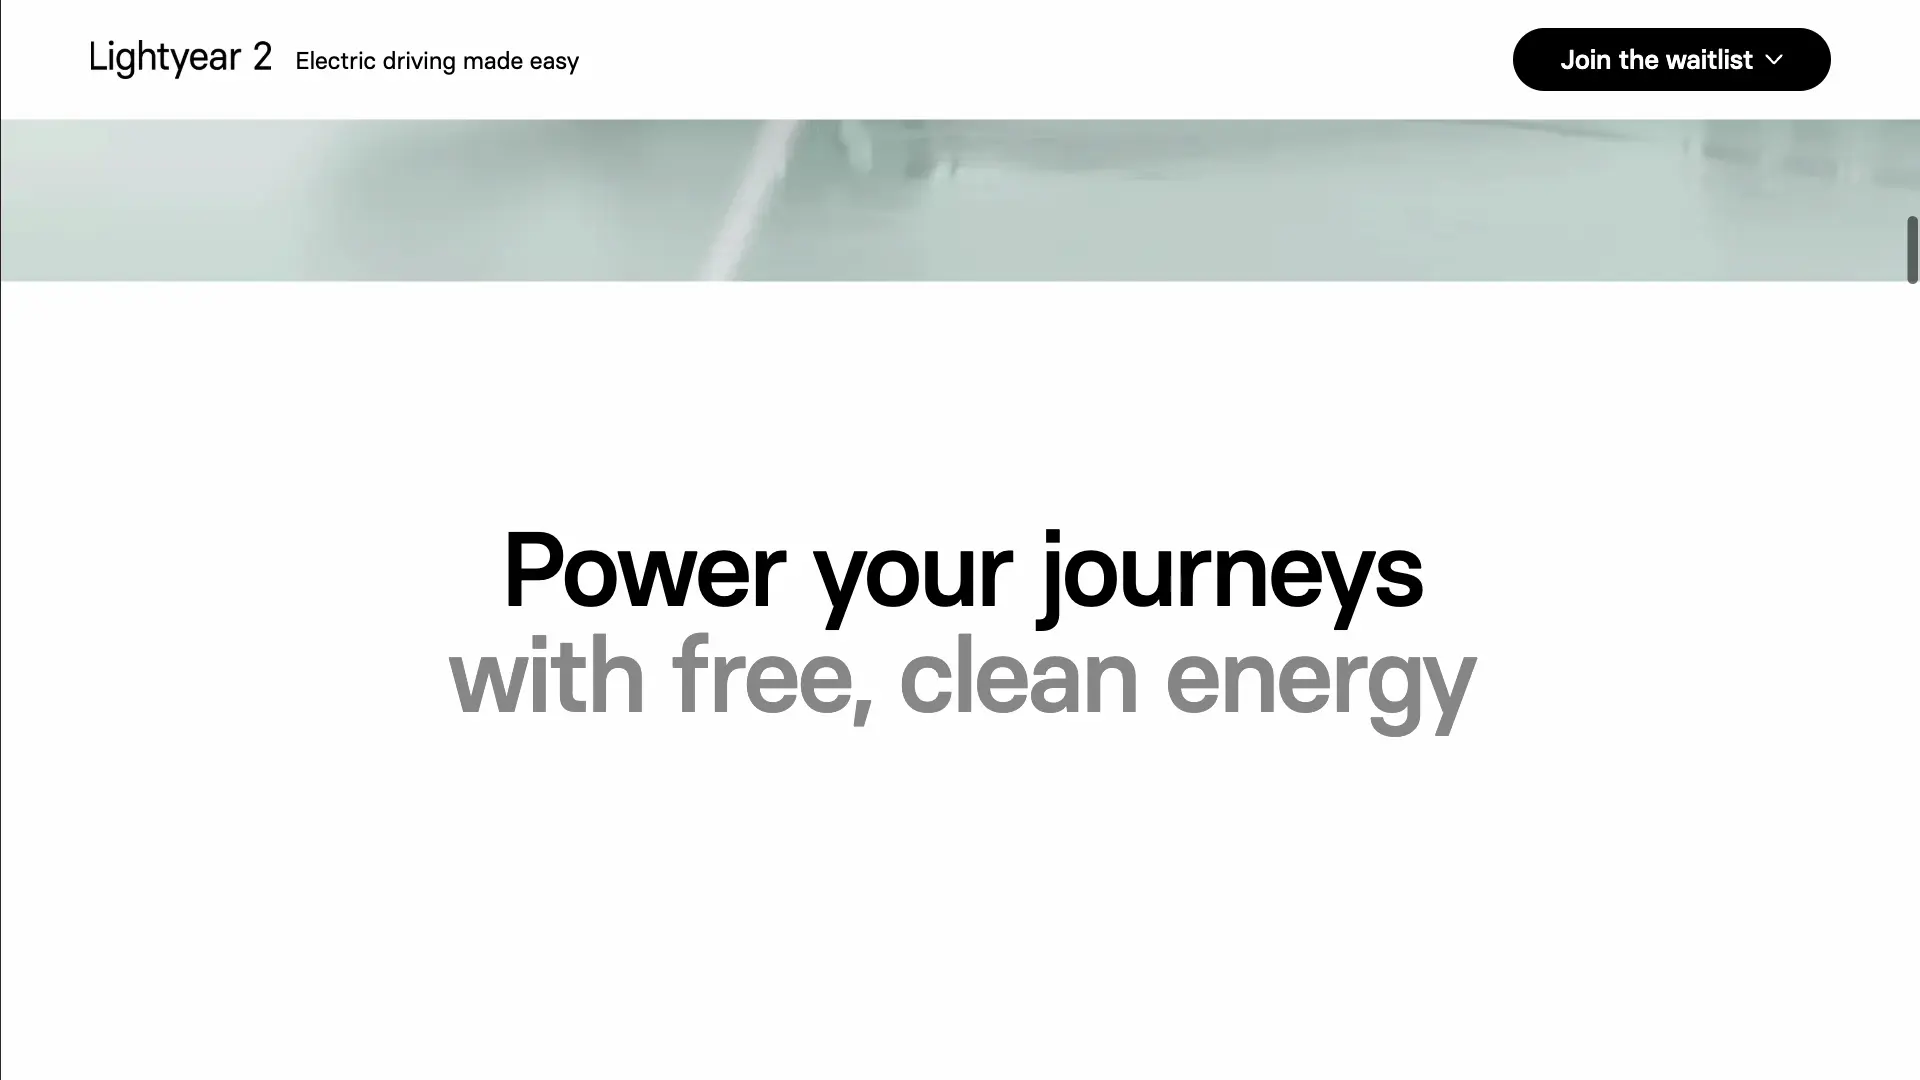 Lightyear 2 Electric driving made easy
Join the waitlist
Power your journeys
with free, clean energy